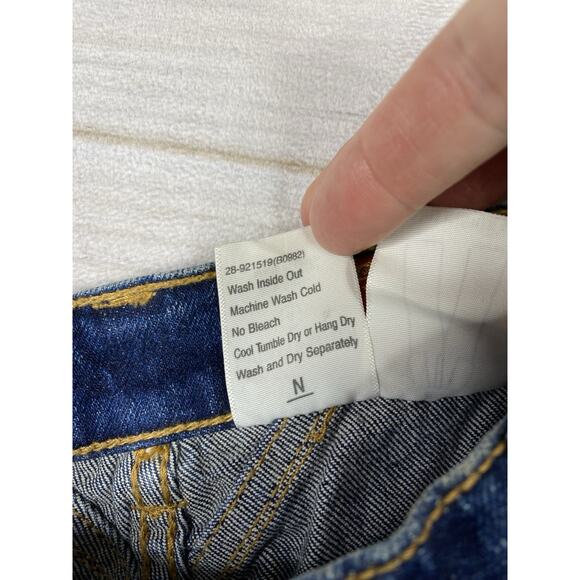 28-921519(B0982)
Wash Inside Out
Machine Wash Cold
No Bleach
Cool Tumble Dry or Hang Dry
Wash and Dry Separately
N